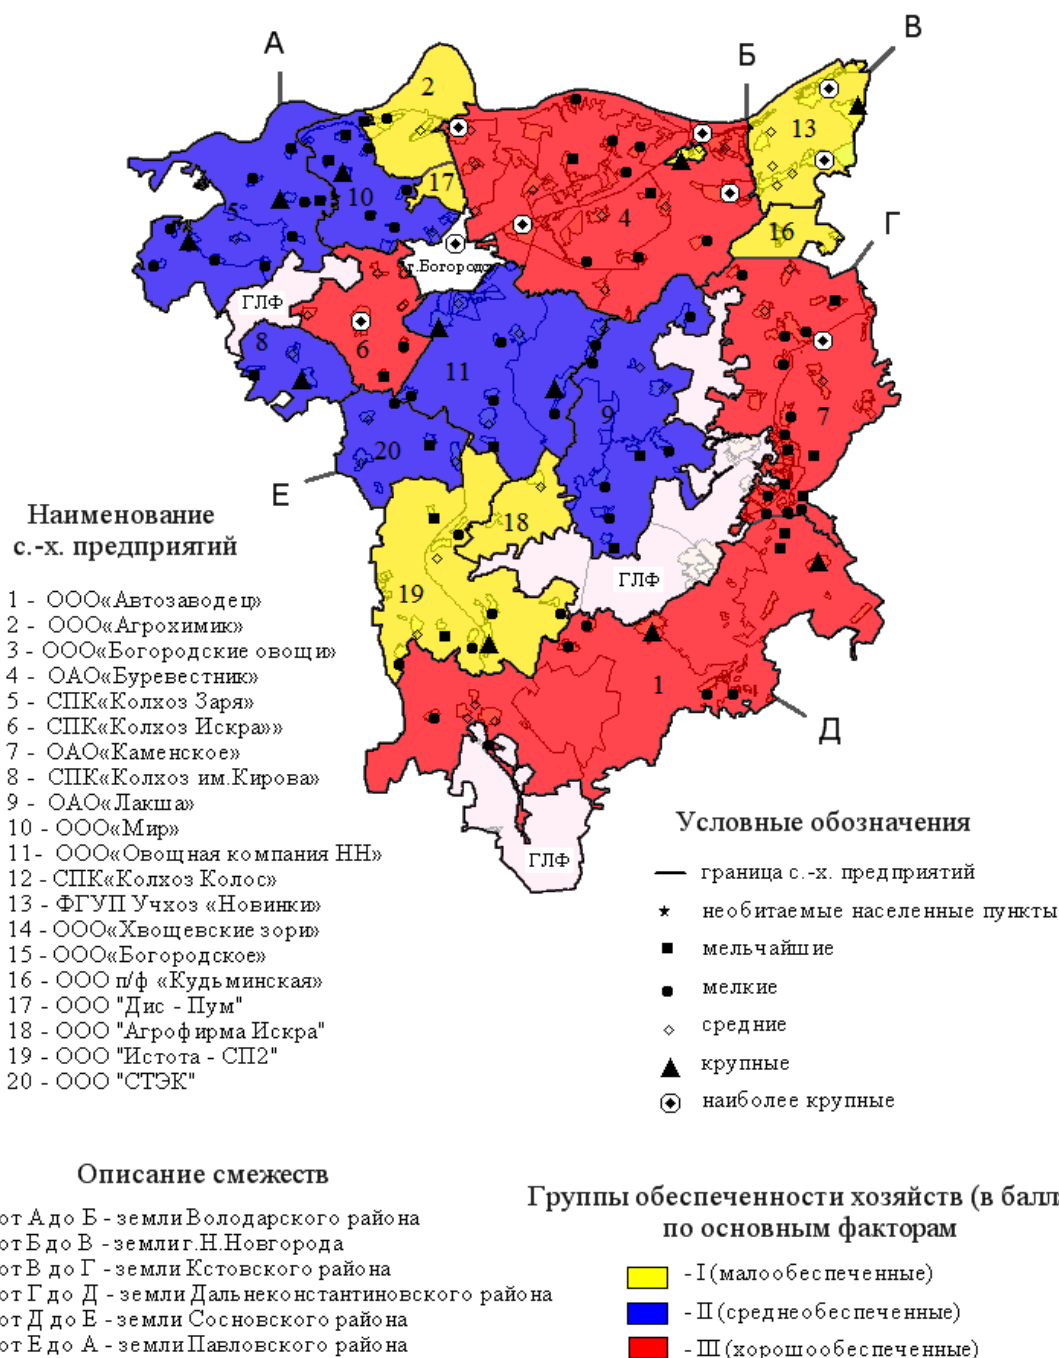 А
Б
В
2
13
17
10
5
4
16
Г
г.Богородс
ГЛФ
8
6
11
9
7
20
Е
18
19
ГЛФ
1
Д
ГЛФ
Наименование
с.-х. предприятий
1 - ООО«Автозаводец»
2 - ООО«Агрохимик»
3 - ООО«Богородские овощи»
4 - ОАО«Буревестник»
5 - СПК«Колхоз Заря»
6 - СПК«Колхоз Искра»»
7 - ОАО«Каменское»
8 - СПК«Колхоз им.Кирова»
9 - ОАО«Лакша»
10 - ООО«Мир»
11- ООО«Овощная компания НН»
12 - СПК«Колхоз Колос»
13 - ФГУП Учхоз «Новинки»
14 - ООО«Хвощевские зори»
15 - ООО«Богородское»
16 - ООО п/ф «Кудьминская»
17 - ООО "Дис - Пум"
18 - ООО "Агрофирма Искра"
19 - ООО "Истота - СП2"
20 - ООО "СТЭК"
Условные обозначения
граница с.-х. предприятий
необитаемые населенные пункты
мельчайшие
мелкие
средние
крупные
наиболее крупные
Описание смежеств
от А до Б - земли Володарского района
от Б до В - земли г.Н.Новгорода
от В до Г - земли Кстовского района
от Г до Д - земли Дальнеконстантиновского района
от Д до Е - земли Сосновского района
от Е до А - земли Павловского района
Группы обеспеченности хозяйств (в балл
по основным факторам
- I (малообеспеченные)
- II (среднеобеспеченные)
- III (хорошообеспеченные)